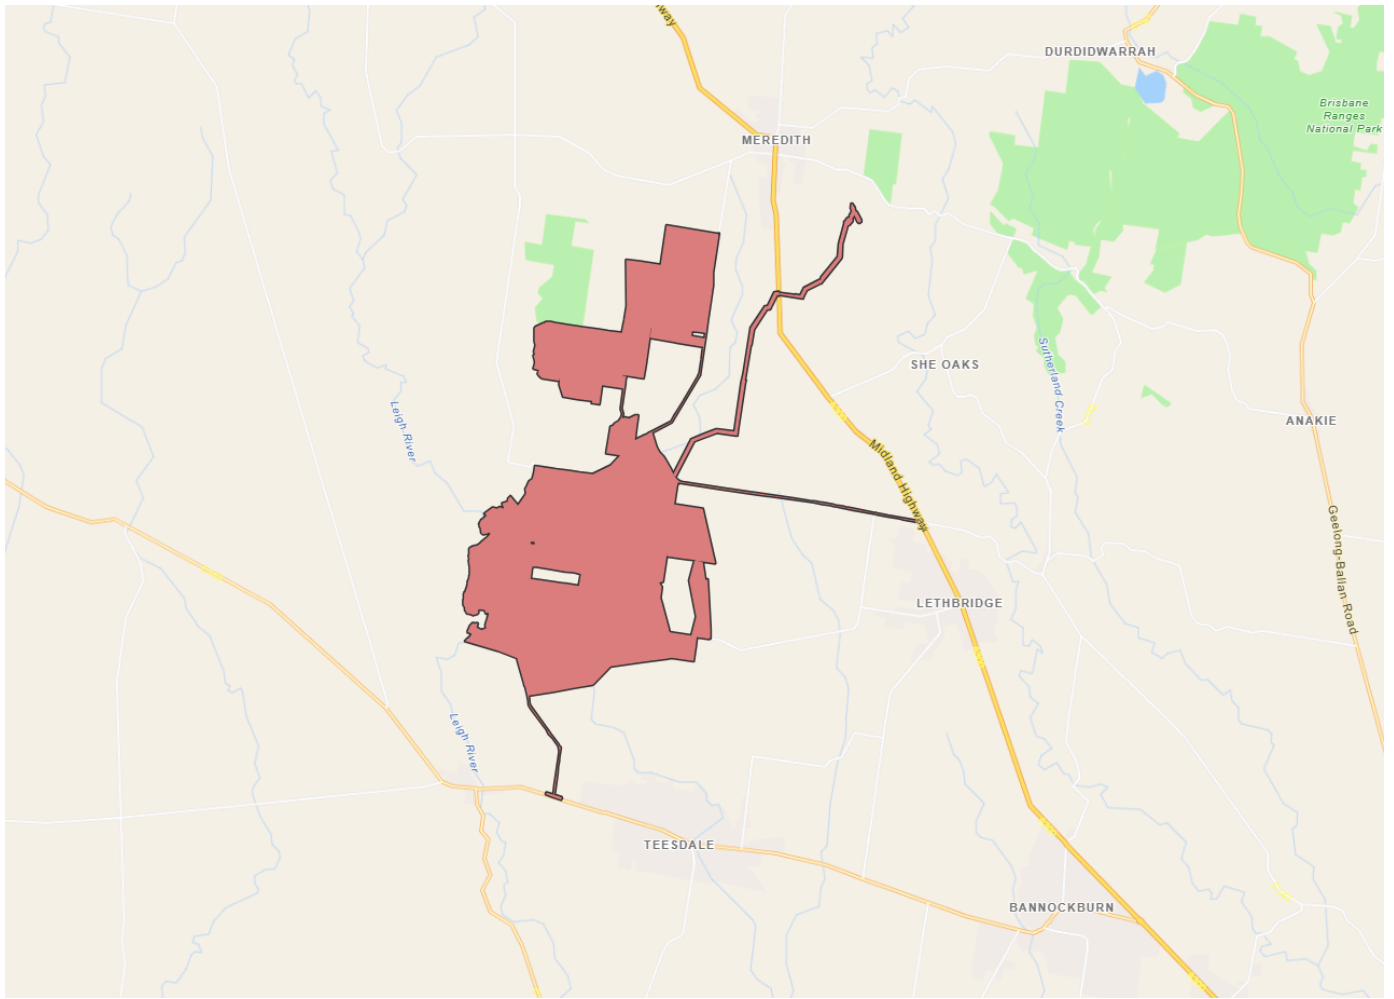 way
DURDIDWARRAH
Brisbane
Ranges
National Park
MEREDITH
SHE OAKS
Sutherland Creek
Leigh River
ANAKIE
Midland Highway
Geelong-Ballan Road
LETHBRIDGE
Leigh River
TEESDALE
BANNOCKBURN